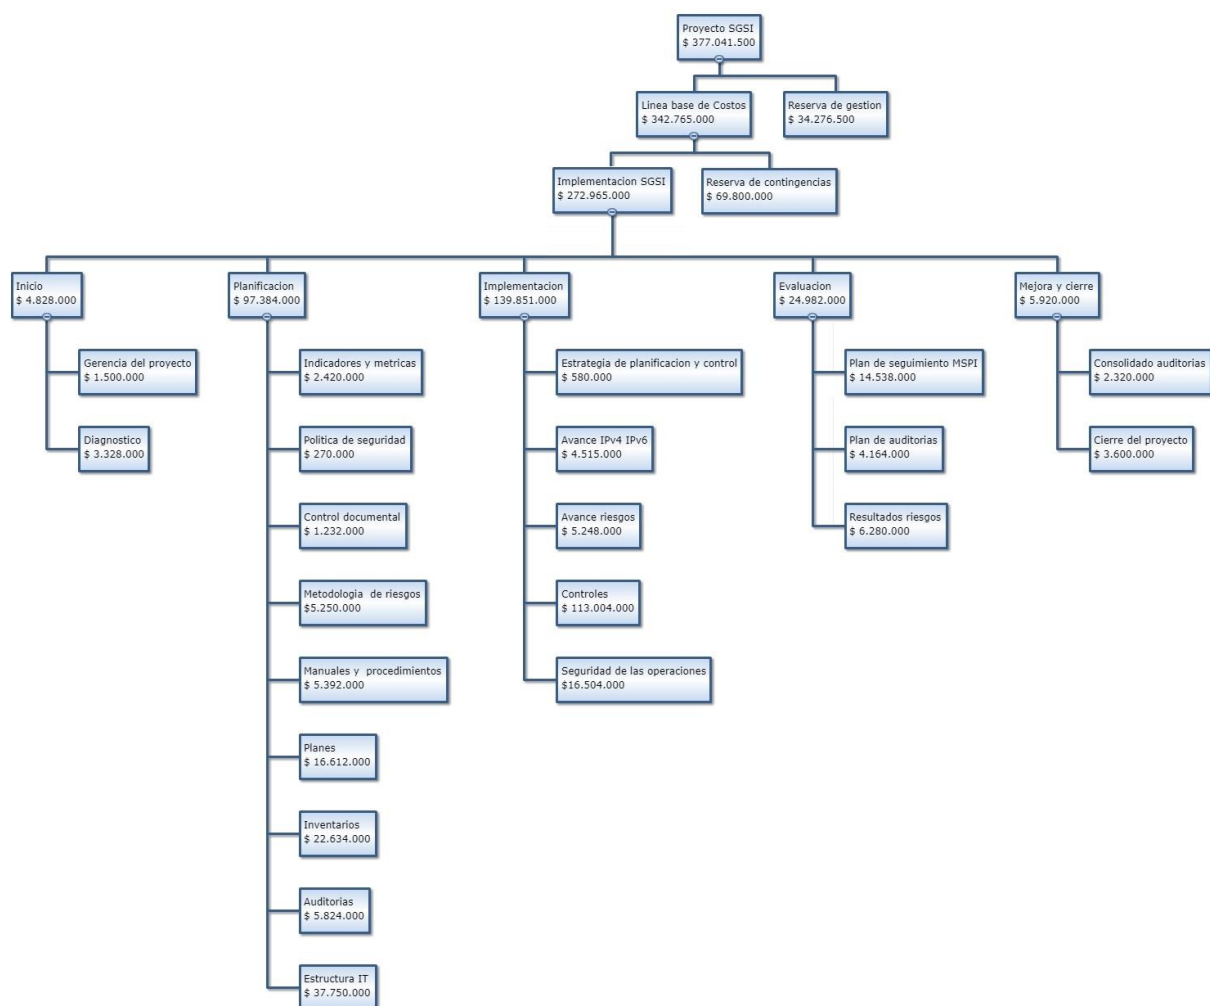 Proyecto SGSI
$ 377.041.500
Linea base de Costos
$ 342.765.000
Reserva de gestion
$ 34.276.500
Implementacion SGSI
$ 272.965.000
Reserva de contingencias
$ 69.800.000
Inicio
$ 4.828.000
Gerencia del proyecto
$ 1.500.000
Diagnostico
$ 3.328.000
Planificacion
$ 97.384.000
Indicadores y metricas
$ 2.420.000
Politica de seguridad
$ 270.000
Control documental
$ 1.232.000
Metodologia  de riesgos
$5.250.000
Manuales y  procedimientos
$ 5.392.000
Planes
$ 16.612.000
Inventarios
$ 22.634.000
Auditorias
$ 5.824.000
Estructura IT
$ 37.750.000
Implementacion
$ 139.851.000
Estrategia de planificacion y control
$ 580.000
Avance IPv4 IPv6
$ 4.515.000
Avance riesgos
$ 5.248.000
Controles
$ 113.004.000
Seguridad de las operaciones
$16.504.000
Evaluacion
$ 24.982.000
Plan de seguimiento MSPI
$ 14.538.000
Plan de auditorias
$ 4.164.000
Resultados riesgos
$ 6.280.000
Mejora y cierre
$ 5.920.000
Consolidado auditorias
$ 2.320.000
Cierre del proyecto
$ 3.600.000